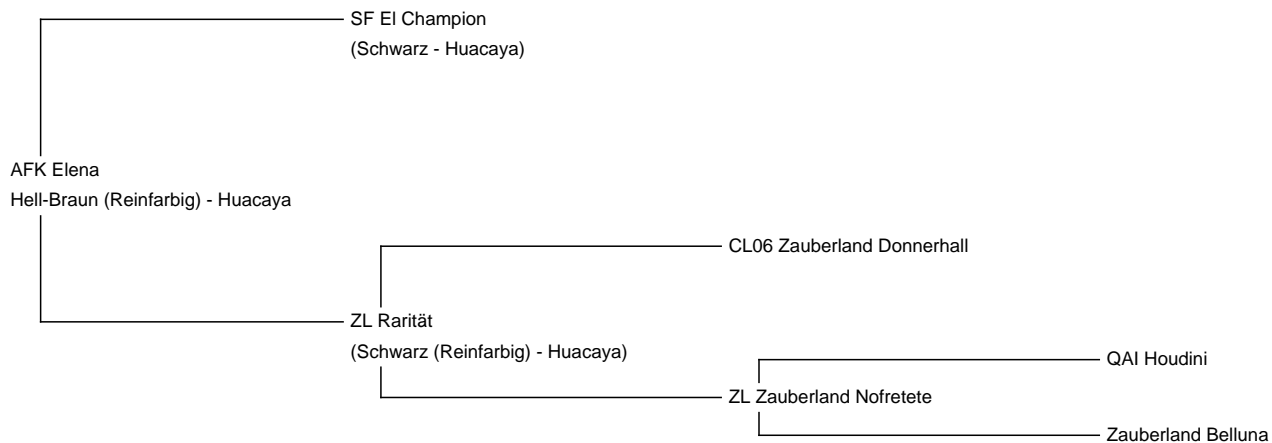 SF El Champion
(Schwarz - Huacaya)
AFK Elena
Hell-Braun (Reinfarbig) - Huacaya
CL06 Zauberland Donnerhall
ZL Rarität
(Schwarz (Reinfarbig) - Huacaya)
QAI Houdini
ZL Zauberland Nofretete
Zauberland Belluna